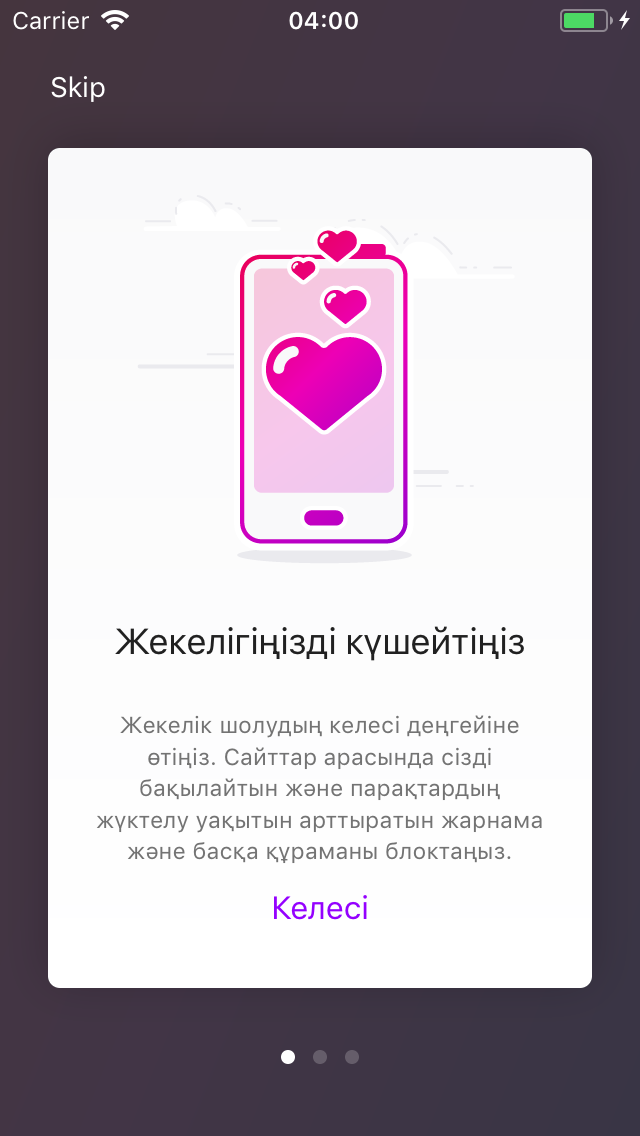 Carrier 04:00
Skip
Жекелігіңізді күшейтіңіз
Жекелік шолудың келесі деңгейіне
өтіңіз. Сайттар арасында сізді
бақылайтын және парақтардың
жүктелу уақытын арттыратын жарнама
және басқа құраманы блоктаңыз.
Келесі